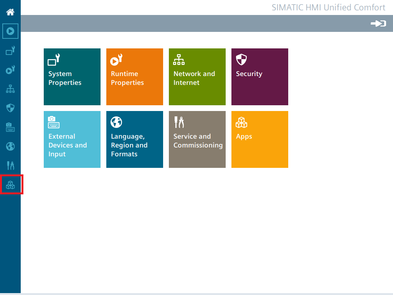 SIMATIC HMI Unified Comfort
System
Properties
Runtime
Properties
Network and
Internet
Security
External
Devices and
Input
Language,
Region and
Formats
Service and
Commissioning
Apps